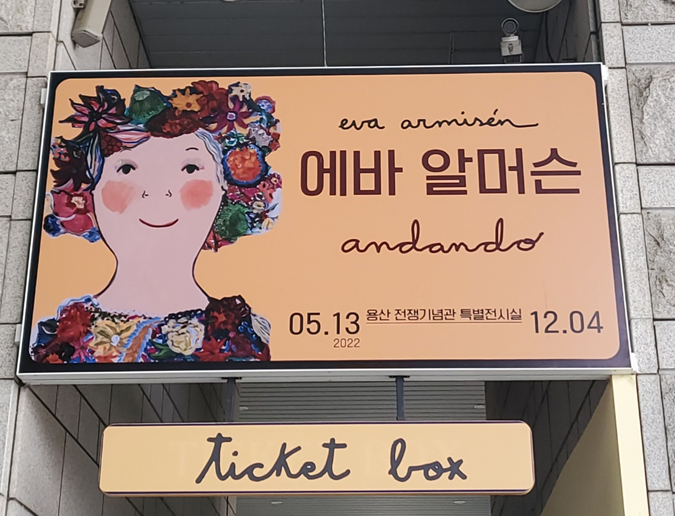 eva armisén
에바 알머슨
andando
05.13 용산 전쟁기념관 특별전시실 12.04
2022
ticket box